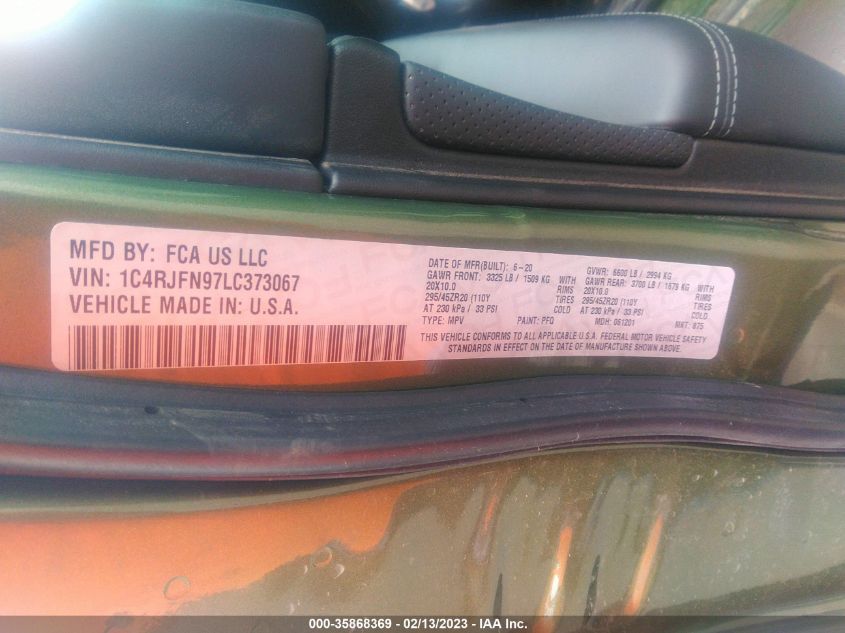 MFD BY: FCA US LLC
VIN: 1C4RJFN97LC373067
VEHICLE MADE IN: U.S.A.
DATE OF MFR(BUILT): 6-20 GVWR: 6600 LB / 2994 KG
GAWR FRONT: 3325 LB / 1509 KG WITH GAWR REAR: 3700 LB / 1678 KG WITH
20X10.0 RIMS 20X10.0 RIMS
295/45ZR20 (110Y TIRES 295/45ZR20 (110Y TIRES
AT 230 kPa / 33 PSI COLD AT 230 kPa / 33 PSI COLD
TYPE: MPV PAINT: PFQ MDH: 061201 MKT: 875
THIS VEHICLE CONFORMS TO ALL APPLICABLE U.S.A. FEDERAL MOTOR VEHICLE SAFETY
STANDARDS IN EFFECT ON THE DATE OF MANUFACTURE SHOWN ABOVE.
000-35868369 - 02/13/2023 - IAA Inc.